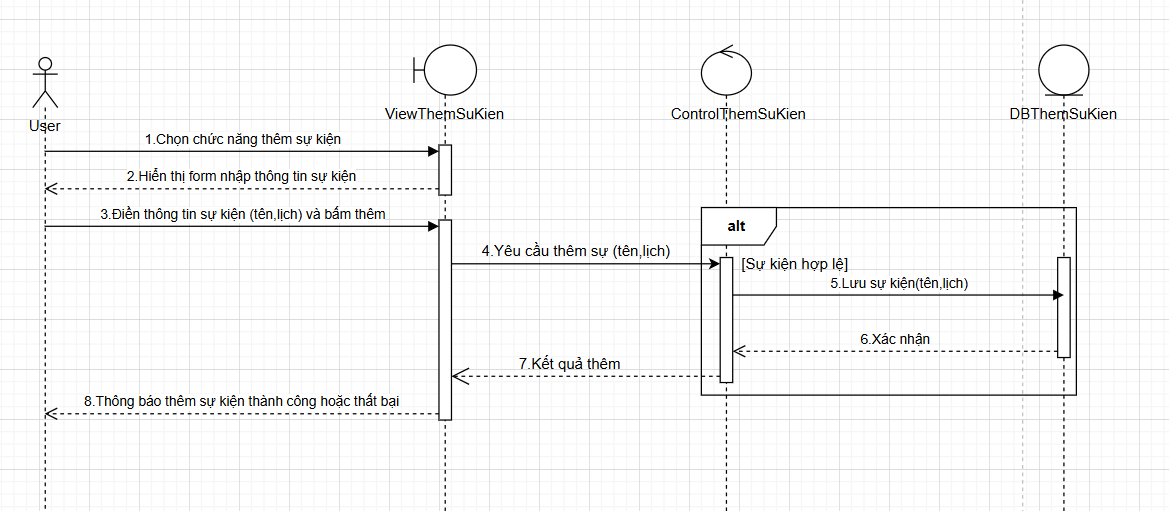 User
ViewThemSuKien
ControlThemSuKien
DBThemSuKien
1.Chọn chức năng thêm sự kiện
2.Hiển thị form nhập thông tin sự kiện
3.Điền thông tin sự kiện (tên,lịch) và bấm thêm
alt
4.Yêu cầu thêm sự (tên,lịch)
[Sự kiện hợp lệ]
5.Lưu sự kiện(tên,lịch)
6.Xác nhận
7.Kết quả thêm
8.Thông báo thêm sự kiện thành công hoặc thất bại